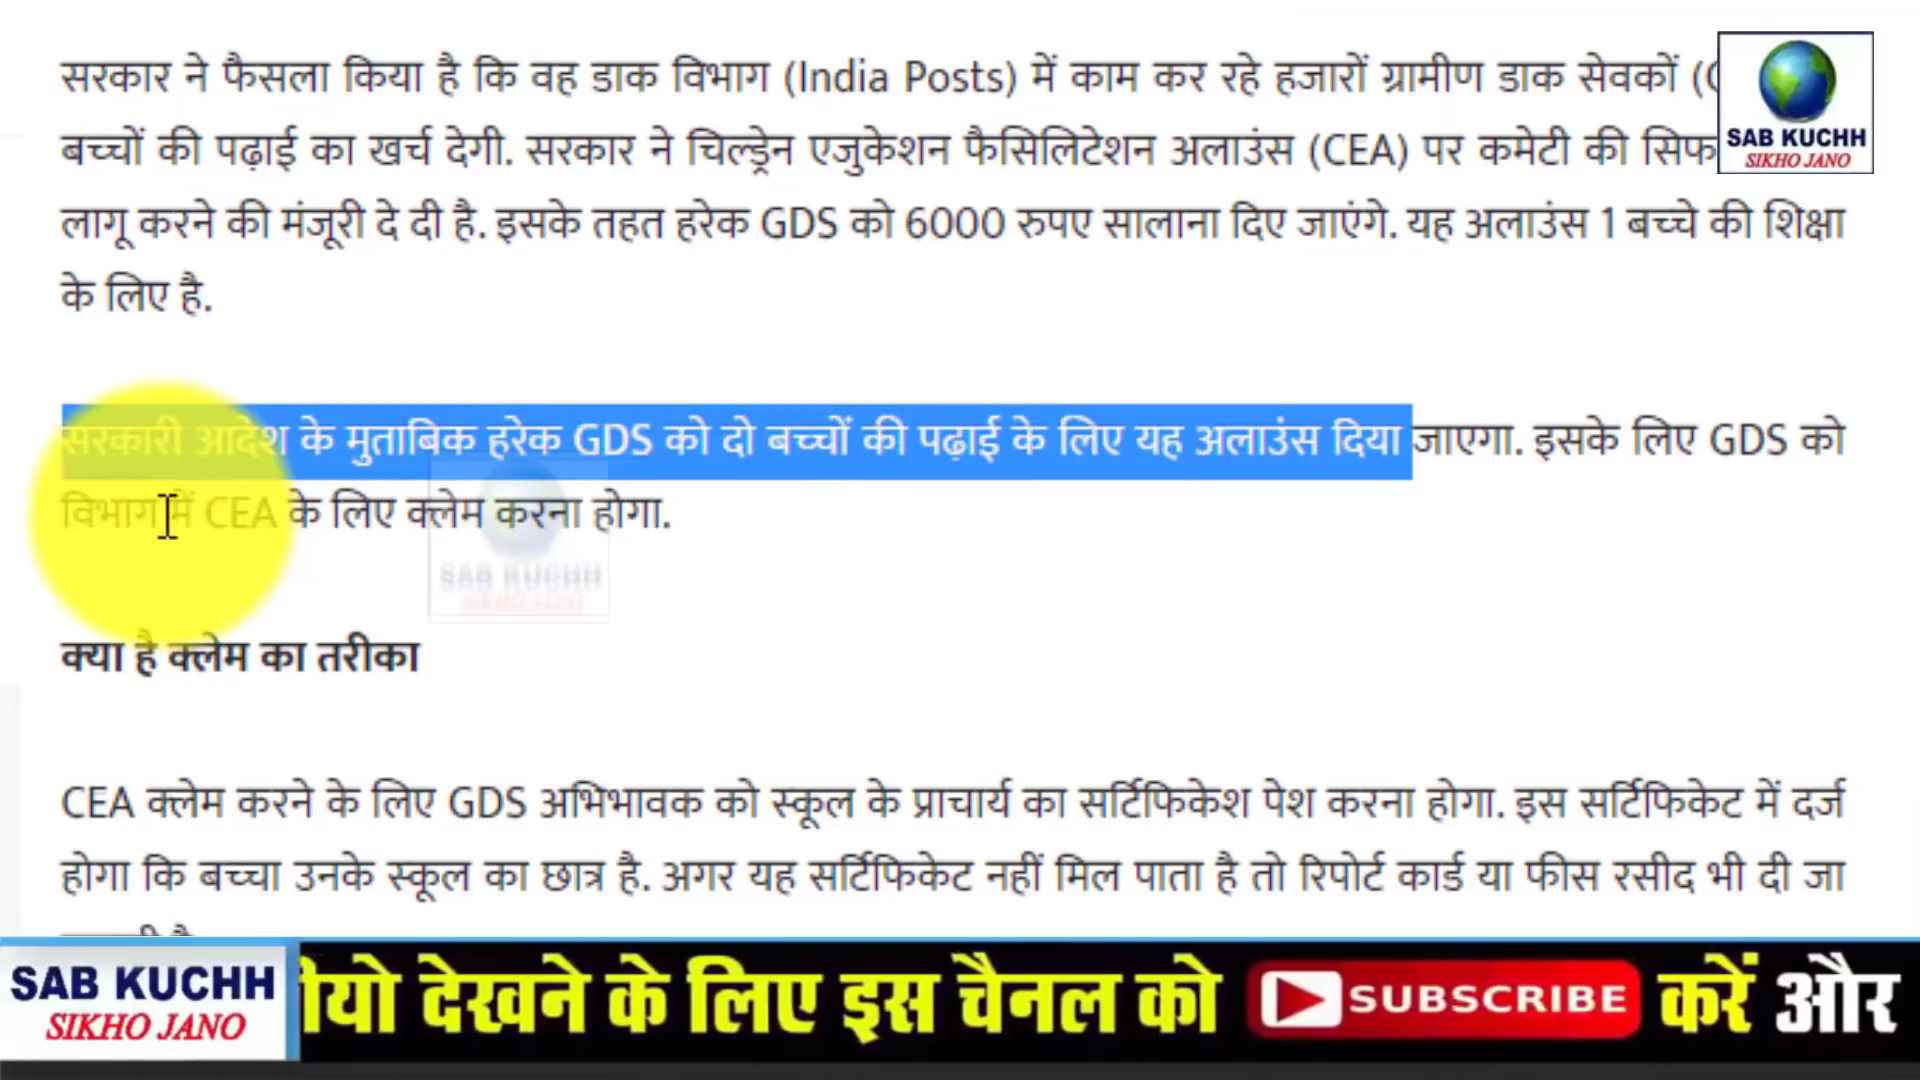 सरकार ने फैसला किया है कि वह डाक विभाग (India Posts) में काम कर रहे हजारों ग्रामीण डाक सेवकों
SAB KUCHH
SIKHO JANO
बच्चों की पढ़ाई का खर्च देगी. सरकार ने चिल्ड्रेन एजुकेशन फैसिलिटेशन अलाउंस (CEA) पर कमेटी की
लागू करने की मंजूरी दे दी है. इसके तहत हरेक GDS को 6000 रुपए सालाना दिए जाएंगे. यह अलाउंस 1 बच्चे की शिक्षा
के लिए है.
सरकारी आदेश के मुताबिक हरेक GDS को दो बच्चों की पढ़ाई के लिए यह अलाउंस दिया जाएगा. इसके लिए GDS को
विभाग में CEA के लिए क्लेम करना होगा.
SAB KUCHH
SIKHO JANO
क्या है क्लेम का तरीका
CEA क्लेम करने के लिए GDS अभिभावक को स्कूल के प्राचार्य का सर्टिफिकेश पेश करना होगा. इस सर्टिफिकेट में दर्ज
होगा कि बच्चा उनके स्कूल का छात्र है. अगर यह सर्टिफिकेट नहीं मिल पाता है तो रिपोर्ट कार्ड या फीस रसीद भी दी जा
SAB KUCHH
SIKHO JANO
देखने के लिए इस चैनल को SUBSCRIBE करें और